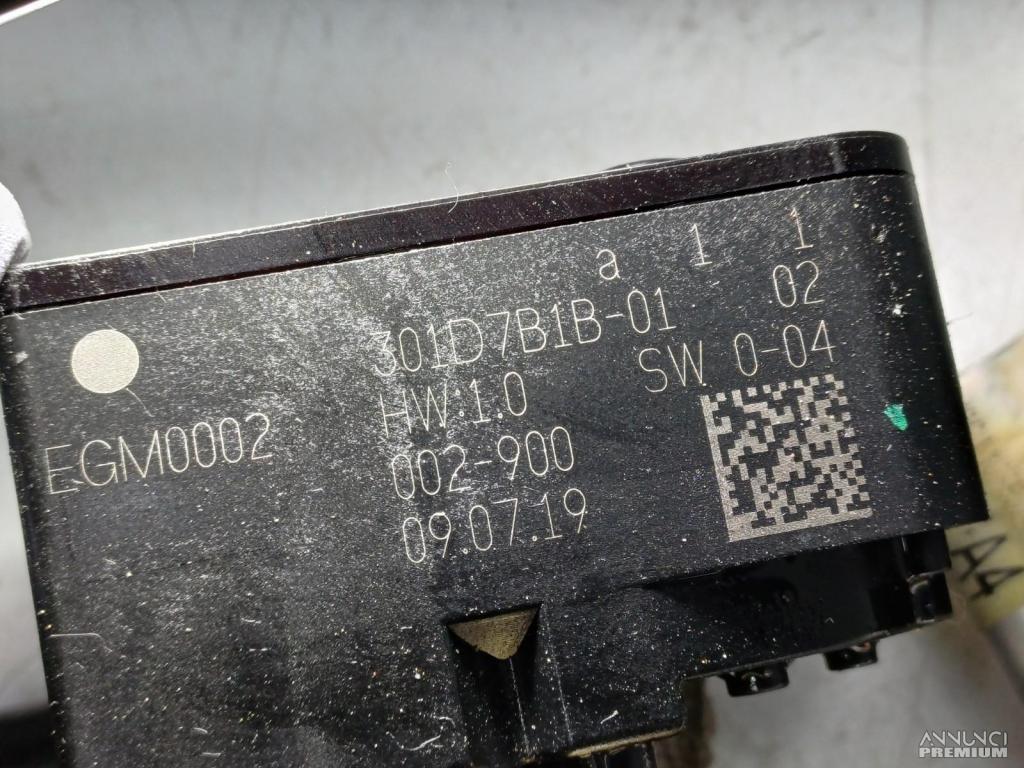 a 1 1
301D7B1B-01 02
HW:1.0 SW 0-04
EGM0002
002-900
09.07.19
A4
ANNUNCI
PREMIUM